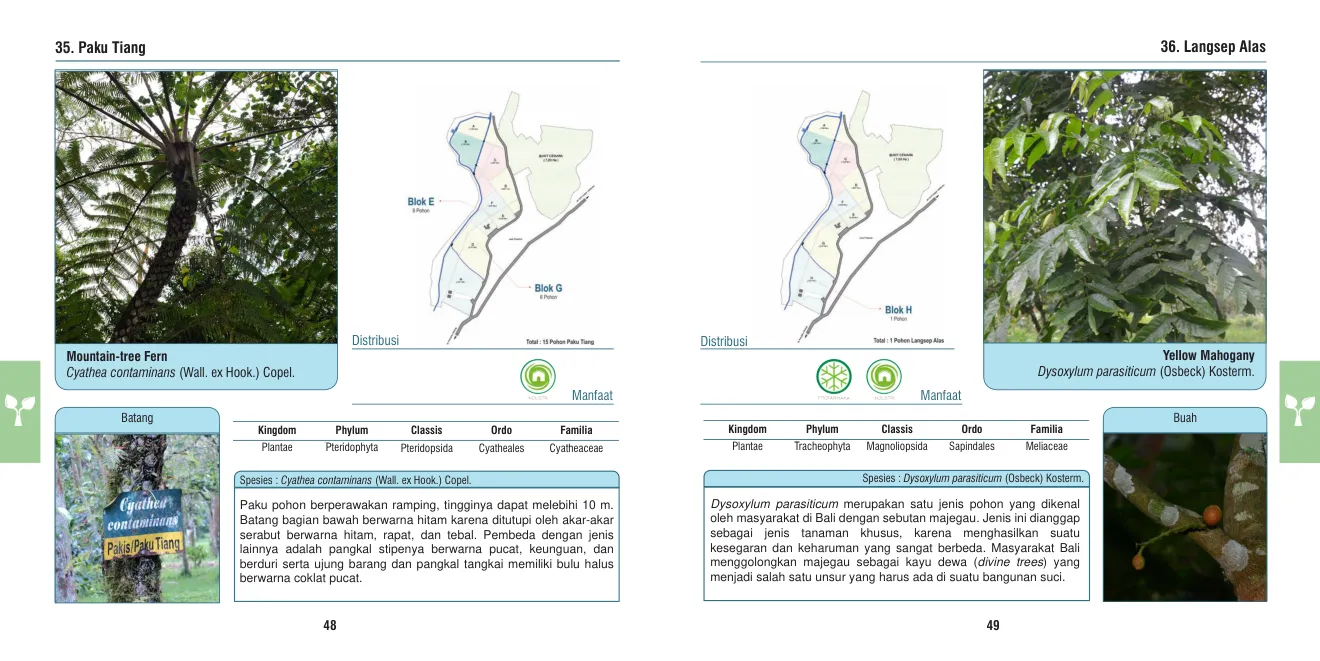 35. Paku Tiang
Blok E
8 Pohon
Blok G
8 Pohon
Distribusi
Total : 15 Pohon Paku Tiang
Mountain-tree Fern
Cyathea contaminans (Wall. ex Hook.) Copel.
Manfaat
Batang
Cyathea
contaminans
Pakis/Paku Tiang
Kingdom Phylum Classis Ordo Familia
Plantae Pteridophyta Pteridopsida Cyatheales Cyatheaceae
Spesies : Cyathea contaminans (Wall. ex Hook.) Copel.
Paku pohon berperawakan ramping, tingginya dapat melebihi 10 m.
Batang bagian bawah berwarna hitam karena ditutupi oleh akar-akar
serabut berwarna hitam, rapat, dan tebal. Pembeda dengan jenis
lainnya adalah pangkal stipenya berwarna pucat, keunguan, dan
berduri serta ujung barang dan pangkal tangkai memiliki bulu halus
berwarna coklat pucat.
48
36. Langsep Alas
Blok H
1 Pohon
Distribusi
Total : 1 Pohon Langsep Alas
Yellow Mahogany
Dysoxylum parasiticum (Osbeck) Kosterm.
Manfaat
Kingdom Phylum Classis Ordo Familia
Plantae Tracheophyta Magnoliopsida Sapindales Meliaceae
Buah
Spesies : Dysoxylum parasiticum (Osbeck) Kosterm.
Dysoxylum parasiticum merupakan satu jenis pohon yang dikenal
oleh masyarakat di Bali dengan sebutan majegau. Jenis ini dianggap
sebagai jenis tanaman khusus, karena menghasilkan suatu
kesegaran dan keharuman yang sangat berbeda. Masyarakat Bali
menggolongkan majegau sebagai kayu dewa (divine trees) yang
menjadi salah satu unsur yang harus ada di suatu bangunan suci.
49